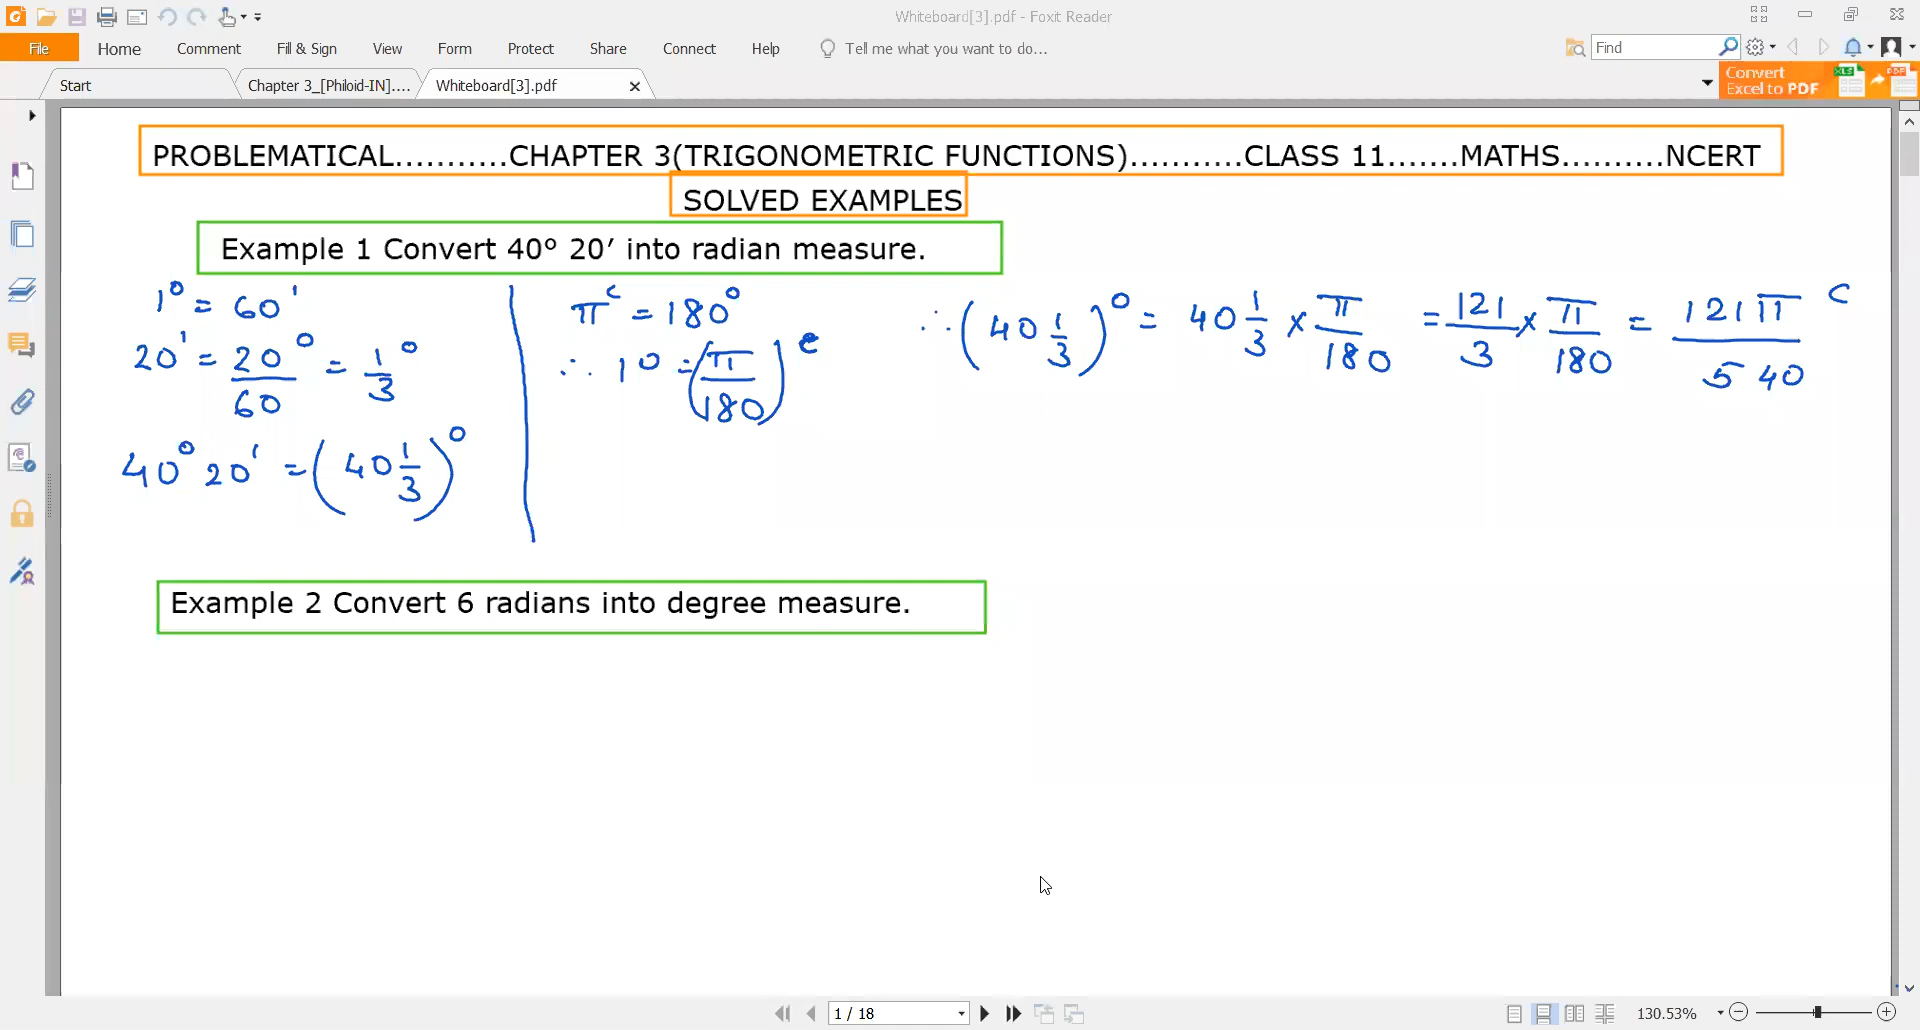 Whiteboard[3].pdf - Foxit Reader
File Home Comment Fill & Sign View Form Protect Share Connect Help Tell me what you want to do... Find
Start Chapter 3_[Philoid-IN].... Whiteboard[3].pdf
Convert
Excel to PDF
PROBLEMATICAL...........CHAPTER 3(TRIGONOMETRIC FUNCTIONS)...........CLASS 11.......MATHS..........NCERT
SOLVED EXAMPLES
Example 1 Convert 40° 20′ into radian measure.
1° = 60'
20' = 20/60° = 1/3°
40° 20' = (40 1/3)°
π^c = 180°
∴ 1° = (π/180)^c
∴ (40 1/3)° = 40 1/3 × π/180 = 121/3 × π/180 = 121π/540 ^c
Example 2 Convert 6 radians into degree measure.
1 / 18
130.53%